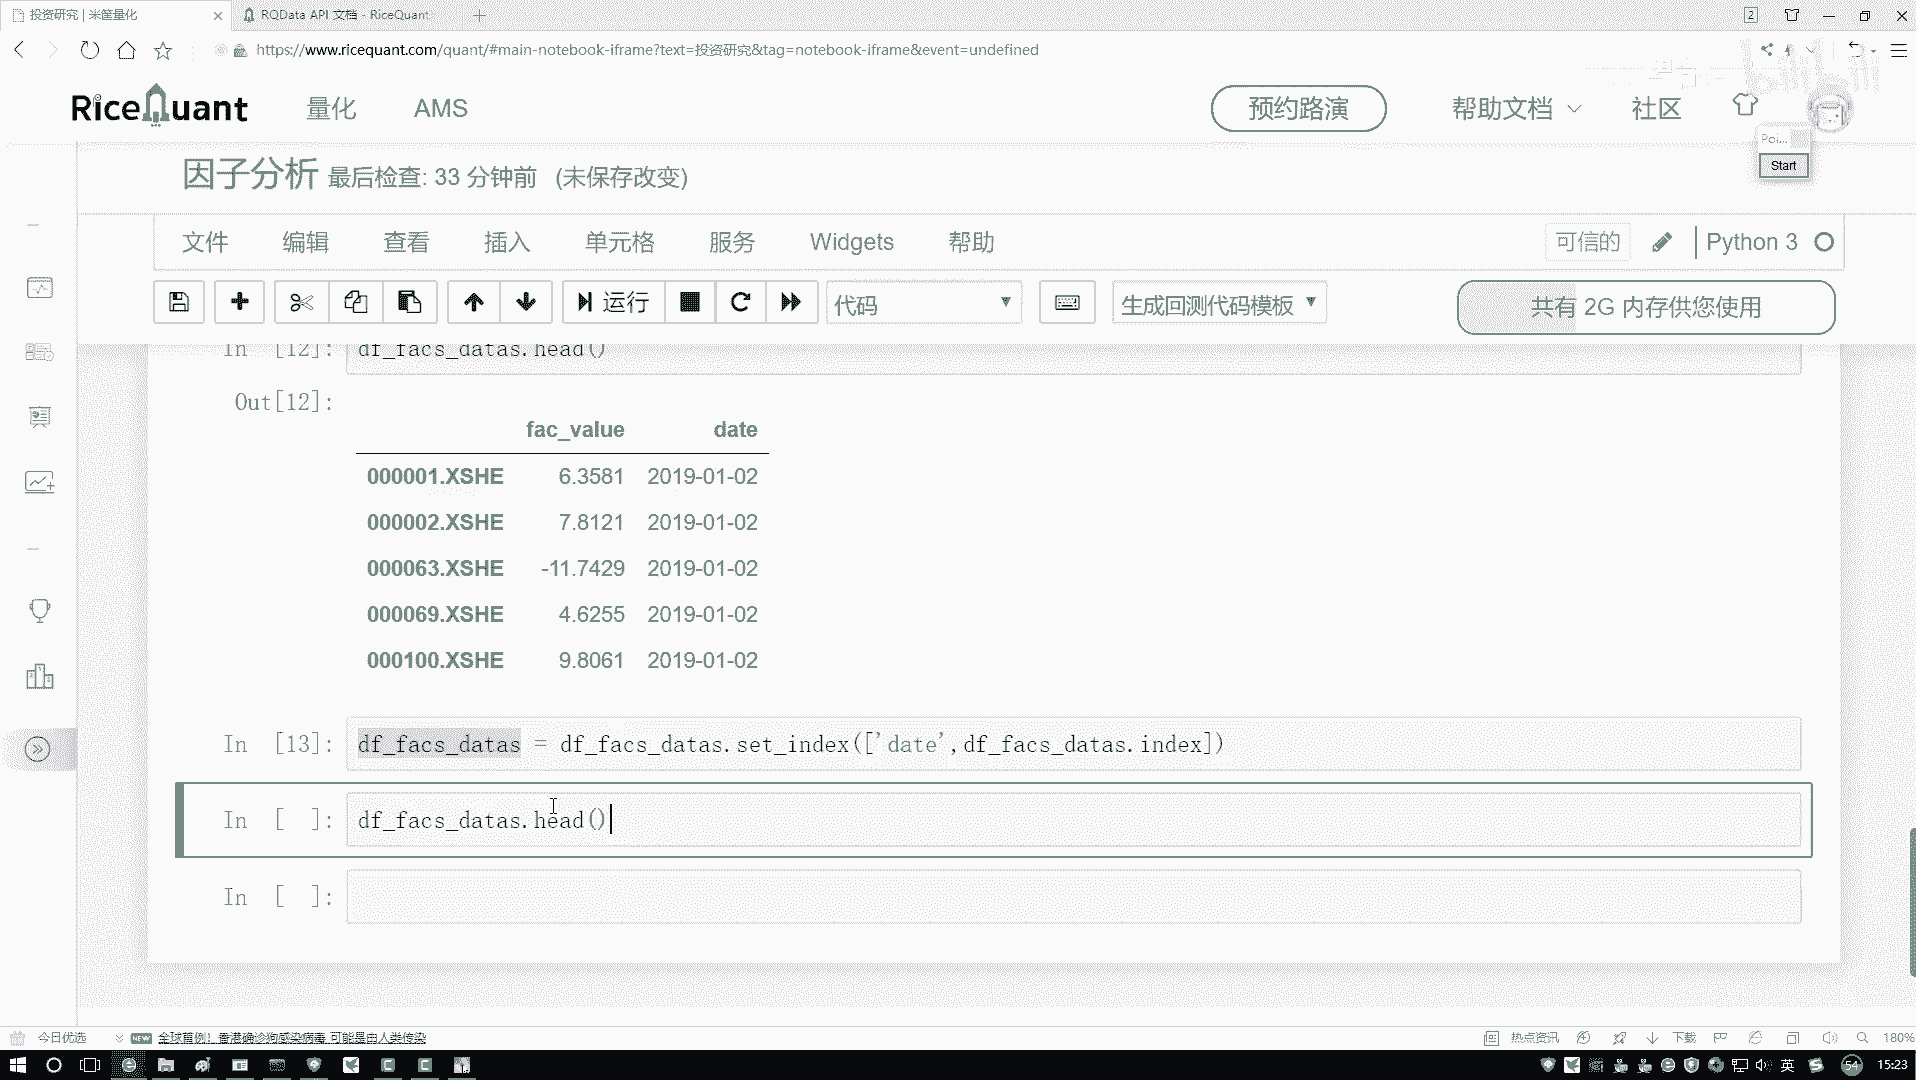 投资研究 | 米筐量化
RQData API 文档 - RiceQuant
2
https://www.ricequant.com/quant/#main-notebook-iframe?text=投资研究&tag=notebook-iframe&event=undefined
RiceQuant 量化 AMS 预约路演 帮助文档 社区
Poi...
Start
因子分析 最后检查: 33 分钟前 (未保存改变)
文件 编辑 查看 插入 单元格 服务 Widgets 帮助 可信的 Python 3
运行 代码 生成回测代码模板 共有 2G 内存供您使用
In [12]: df_facs_datas.head()
Out[12]:
fac_value date
000001.XSHE 6.3581 2019-01-02
000002.XSHE 7.8121 2019-01-02
000063.XSHE -11.7429 2019-01-02
000069.XSHE 4.6255 2019-01-02
000100.XSHE 9.8061 2019-01-02
In [13]: df_facs_datas = df_facs_datas.set_index(['date',df_facs_datas.index])
In [ ]: df_facs_datas.head()
In [ ]:
今日优选 NEW 全球首例！香港确诊狗感染病毒 可能是由人类传染 热点资讯 下载 180%
英 54 15:23